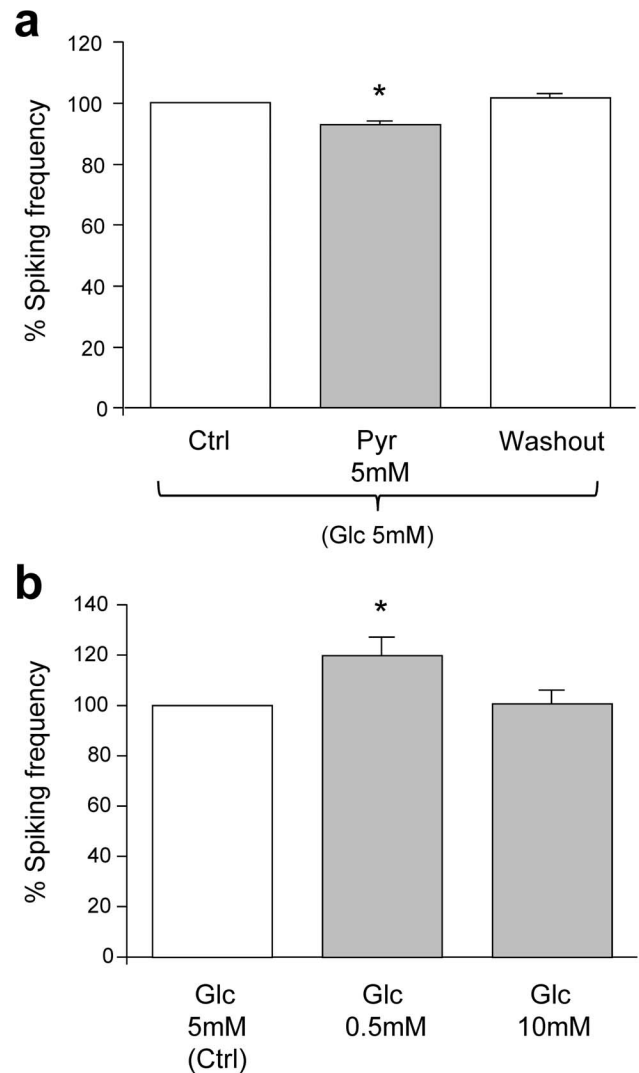 a
120
100
80
60
40
20
0
% Spiking frequency
*
Ctrl
Pyr
5mM
Washout
(Glc 5mM)
b
140
120
100
80
60
40
20
0
% Spiking frequency
*
Glc
5mM
(Ctrl)
Glc
0.5mM
Glc
10mM